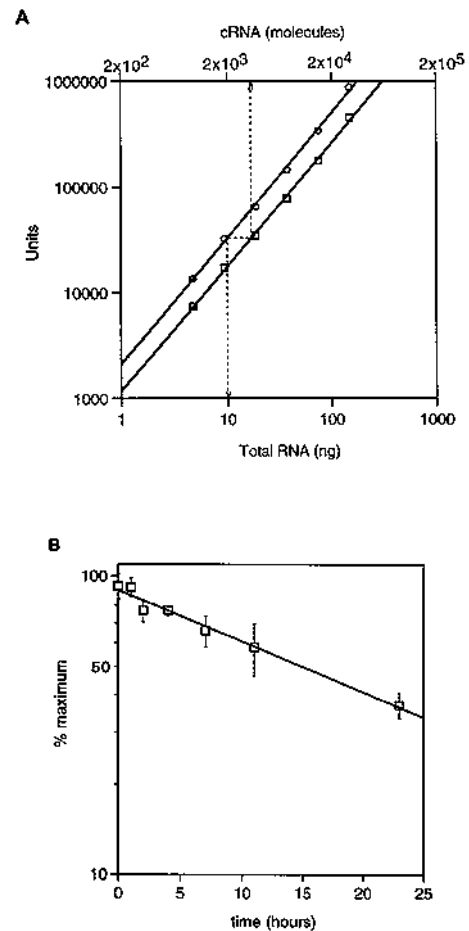 A
cRNA (molecules)
2x10² 2x10³ 2x10⁴ 2x10⁵
1000000
100000
10000
1000
Units
1 10 100 1000
Total RNA (ng)
B
100
50
10
% maximum
0 5 10 15 20 25
time (hours)